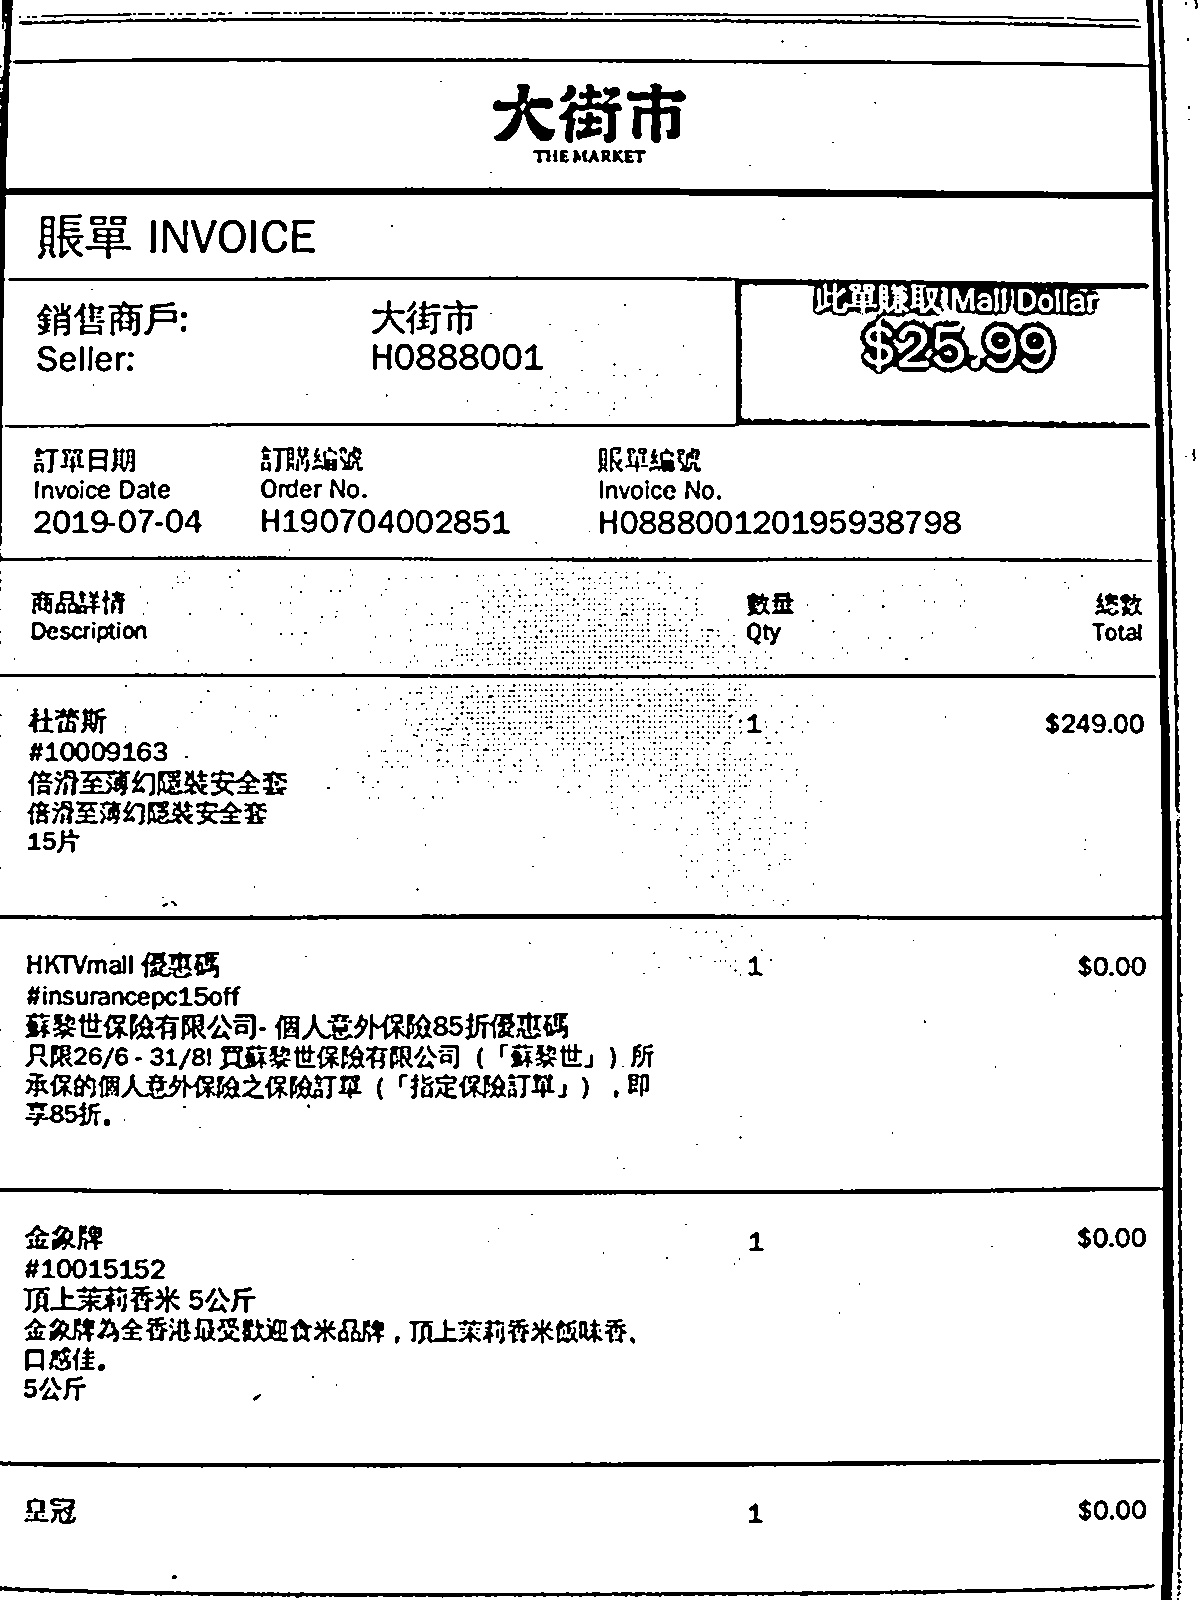 大街市
THE MARKET
賬單 INVOICE
銷售商戶: 大街市
Seller: H0888001
此單賺取 Mall Dollar
$25.99
訂單日期 訂購編號 賬單編號
Invoice Date Order No. Invoice No.
2019-07-04 H190704002851 H088800120195938798
商品詳情 數量 總數
Description Qty Total
杜蕾斯 1 $249.00
#10009163
倍滑至薄幻隱裝安全套
倍滑至薄幻隱裝安全套
15片
HKTVmall 優惠碼 1 $0.00
#insurancepc15off
蘇黎世保險有限公司- 個人意外保險85折優惠碼
只限26/6 - 31/8! 買蘇黎世保險有限公司（「蘇黎世」）所
承保的個人意外保險之保險訂單（「指定保險訂單」）, 即
享85折。
金象牌 1 $0.00
#10015152
頂上茉莉香米 5公斤
金象牌為全香港最受歡迎食米品牌，頂上茉莉香米飯味香、
口感佳。
5公斤
皇冠 1 $0.00